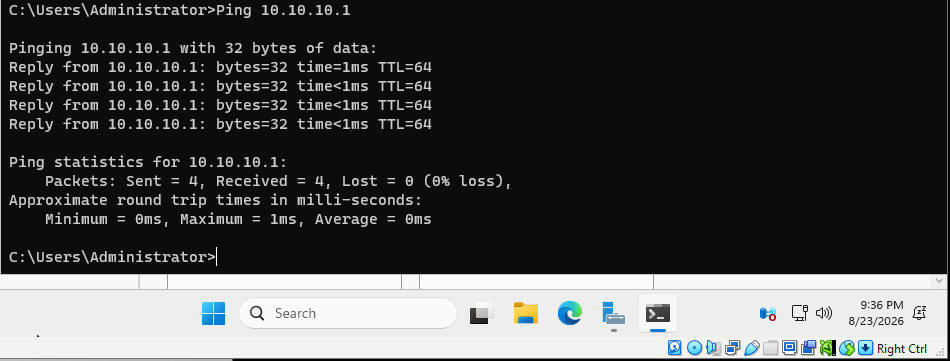 C:\Users\Administrator>Ping 10.10.10.1
Pinging 10.10.10.1 with 32 bytes of data:
Reply from 10.10.10.1: bytes=32 time=1ms TTL=64
Reply from 10.10.10.1: bytes=32 time<1ms TTL=64
Reply from 10.10.10.1: bytes=32 time<1ms TTL=64
Reply from 10.10.10.1: bytes=32 time<1ms TTL=64
Ping statistics for 10.10.10.1:
    Packets: Sent = 4, Received = 4, Lost = 0 (0% loss),
Approximate round trip times in milli-seconds:
    Minimum = 0ms, Maximum = 1ms, Average = 0ms
C:\Users\Administrator>
Search
9:36 PM
8/23/2026
Right Ctrl